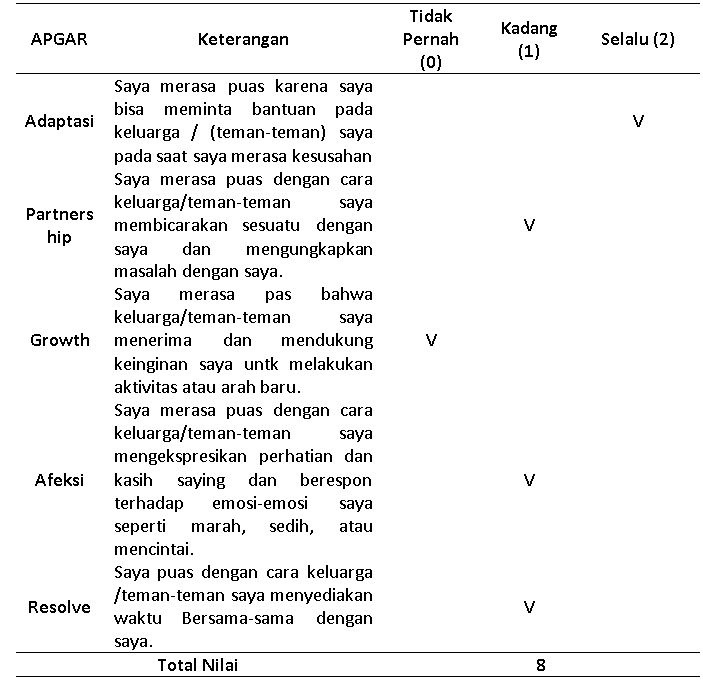 APGAR Keterangan Tidak Pernah (0) Kadang (1) Selalu (2)
Adaptasi
Saya merasa puas karena saya
bisa meminta bantuan pada
keluarga / (teman-teman) saya
pada saat saya merasa kesusahan
V
Partners
hip
Saya merasa puas dengan cara
keluarga/teman-teman saya
membicarakan sesuatu dengan
saya dan mengungkapkan
masalah dengan saya.
V
Growth
Saya merasa pas bahwa
keluarga/teman-teman saya
menerima dan mendukung
keinginan saya untk melakukan
aktivitas atau arah baru.
V
Afeksi
Saya merasa puas dengan cara
keluarga/teman-teman saya
mengekspresikan perhatian dan
kasih saying dan berespon
terhadap emosi-emosi saya
seperti marah, sedih, atau
mencintai.
V
Resolve
Saya puas dengan cara keluarga
/teman-teman saya menyediakan
waktu Bersama-sama dengan
saya.
V
Total Nilai 8